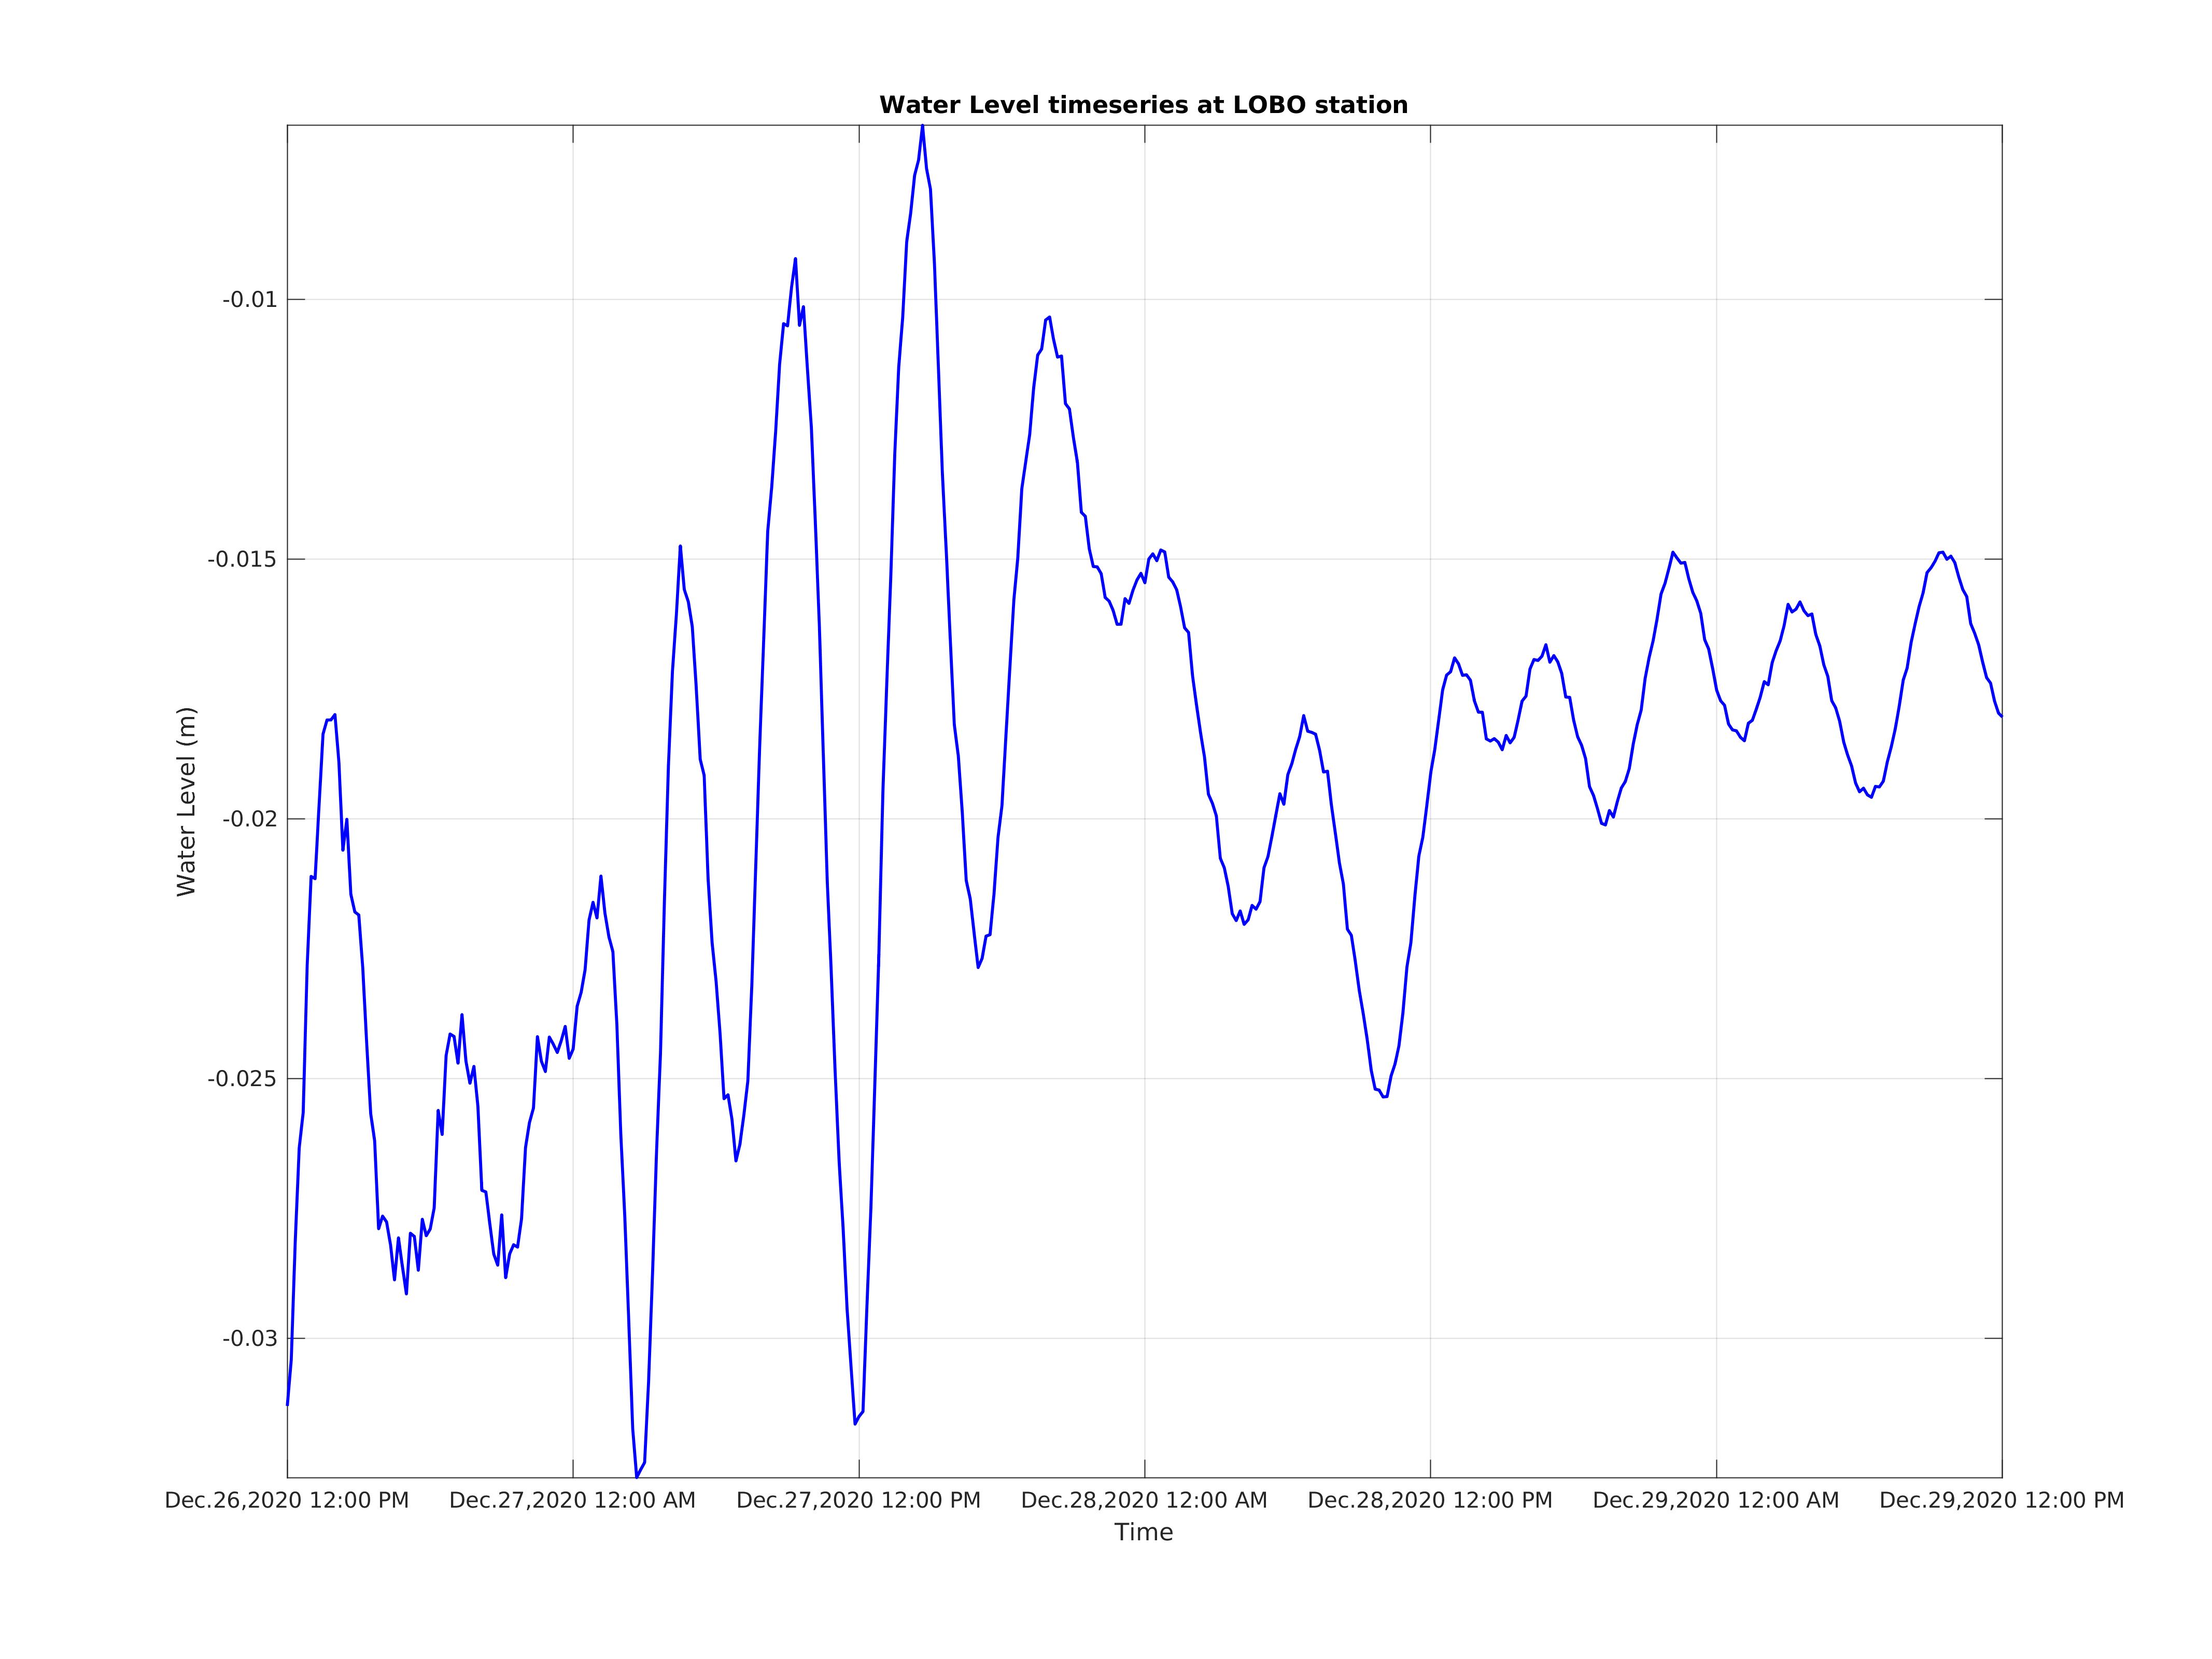 Water Level timeseries at LOBO station
-0.01
-0.015
-0.02
-0.025
-0.03
Water Level (m)
Dec.26,2020 12:00 PM Dec.27,2020 12:00 AM Dec.27,2020 12:00 PM Dec.28,2020 12:00 AM Dec.28,2020 12:00 PM Dec.29,2020 12:00 AM Dec.29,2020 12:00 PM
Time